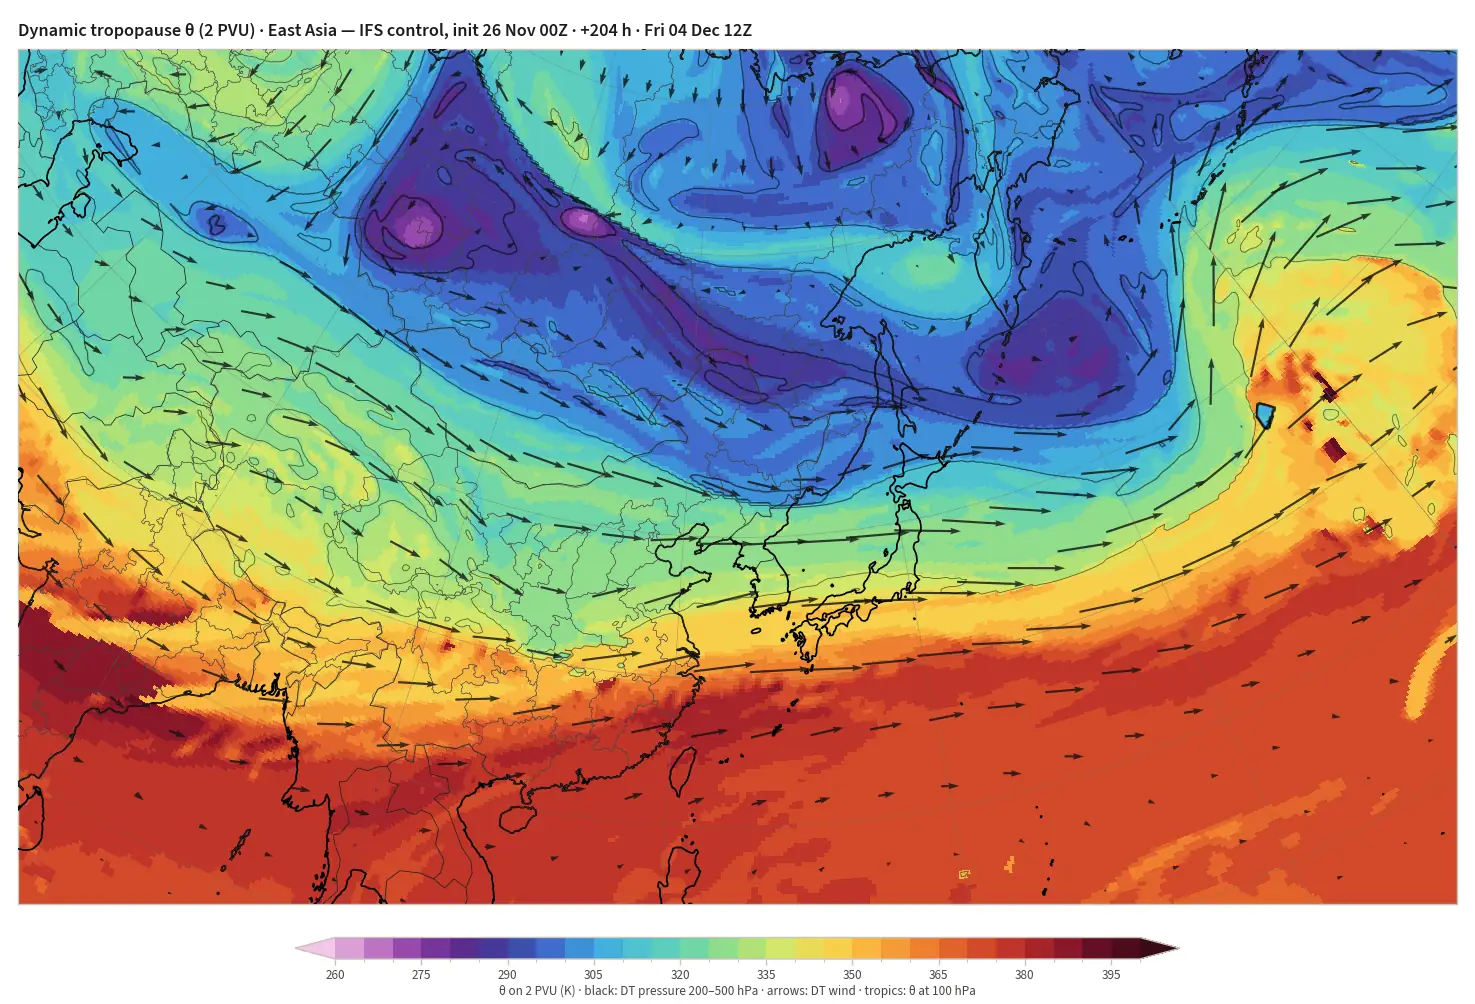 Dynamic tropopause θ (2 PVU) · East Asia — IFS control, init 26 Nov 00Z · +204 h · Fri 04 Dec 12Z
260 275 290 305 320 335 350 365 380 395
θ on 2 PVU (K) · black: DT pressure 200–500 hPa · arrows: DT wind · tropics: θ at 100 hPa